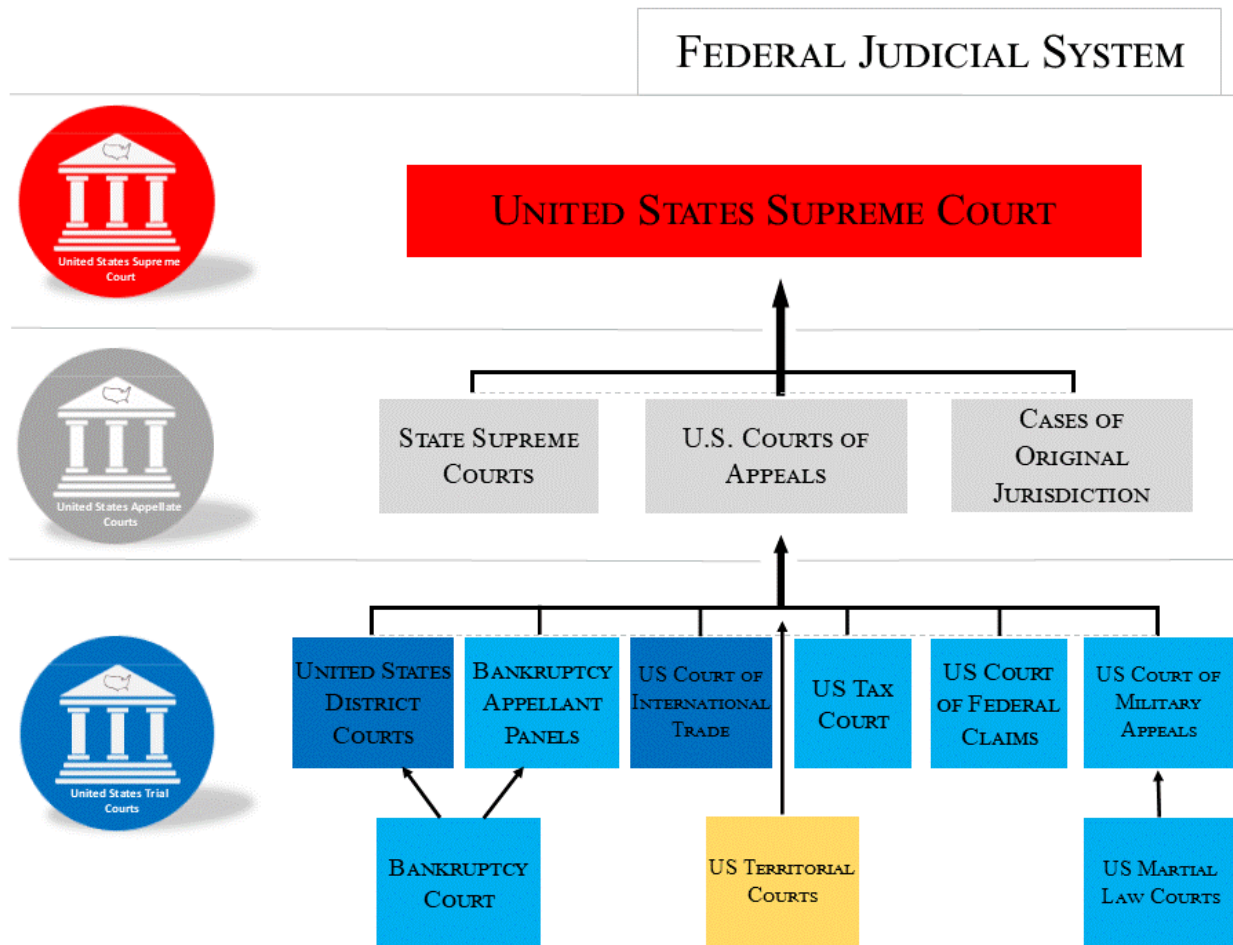 FEDERAL JUDICIAL SYSTEM
United States Supreme
Court
UNITED STATES SUPREME COURT
United States Appellate
Courts
STATE SUPREME
COURTS
U.S. COURTS OF
APPEALS
CASES OF
ORIGINAL
JURISDICTION
United States Trial
Courts
UNITED STATES
DISTRICT
COURTS
BANKRUPTCY
APPELLANT
PANELS
US COURT OF
INTERNATIONAL
TRADE
US TAX
COURT
US COURT
OF FEDERAL
CLAIMS
US COURT OF
MILITARY
APPEALS
BANKRUPTCY
COURT
US TERRITORIAL
COURTS
US MARTIAL
LAW COURTS